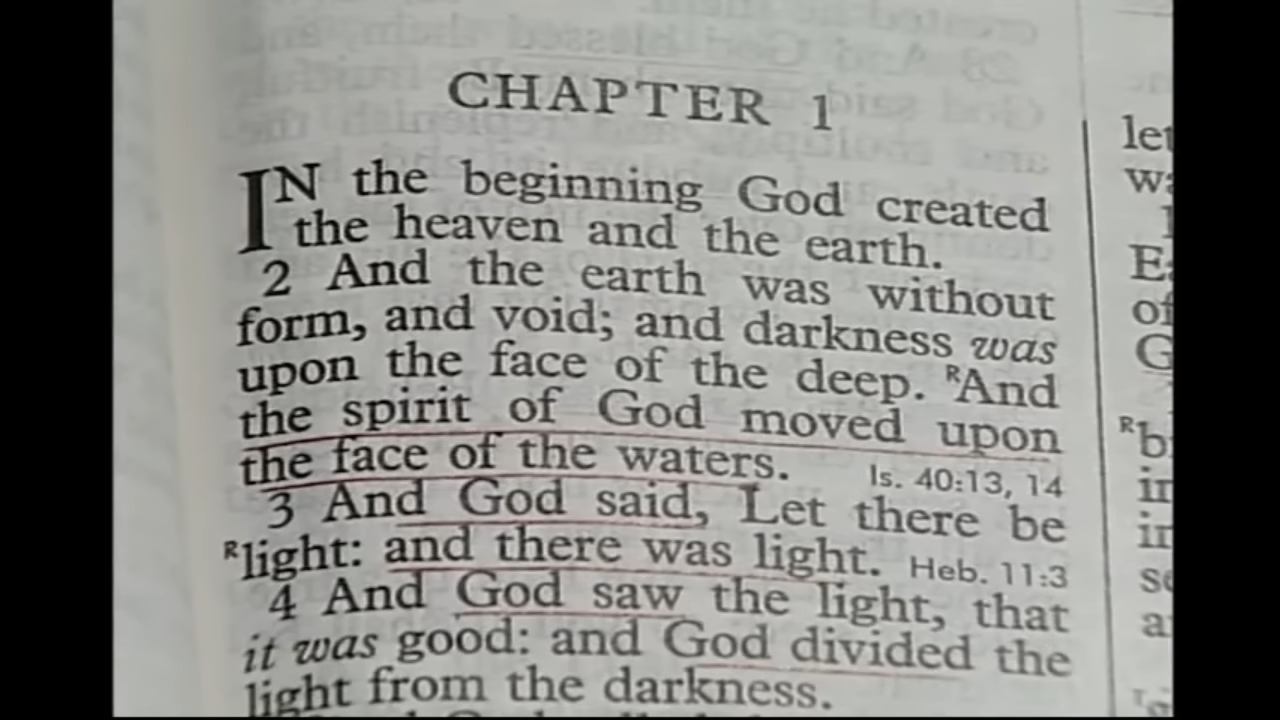 CHAPTER 1
IN the beginning God created
the heaven and the earth.
2 And the earth was without
form, and void; and darkness was
upon the face of the deep. ᴿAnd
the spirit of God moved upon
the face of the waters. Is. 40:13, 14
3 And God said, Let there be
ᴿlight: and there was light. Heb. 11:3
4 And God saw the light, that
it was good: and God divided the
light from the darkness.